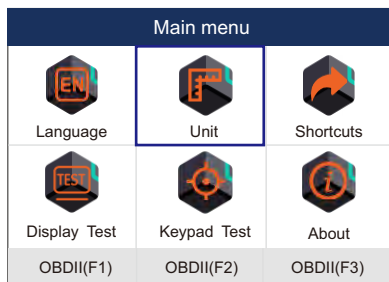 Main menu
EN
Language Unit Shortcuts
TEST
Display Test Keypad Test About
OBDII(F1) OBDII(F2) OBDII(F3)